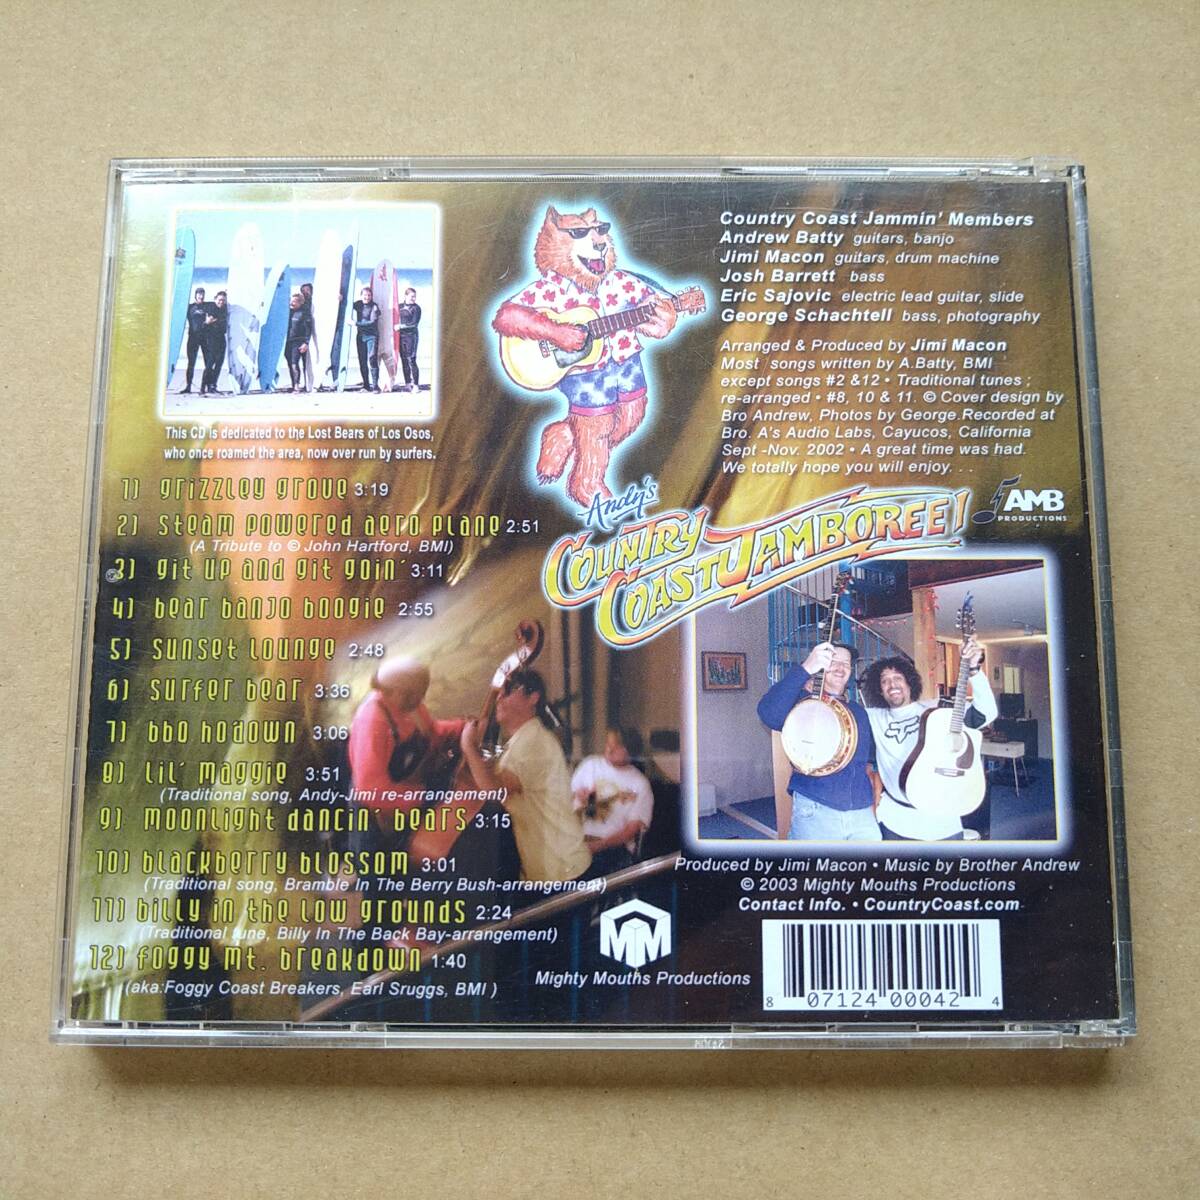 This CD is dedicated to the Lost Bears of Los Osos,
who once roamed the area, now over run by surfers.
1) grizzley grove 3:19
2) steam powered aero plane 2:51
(A Tribute to © John Hartford, BMI)
3) git up and git goin' 3:11
4) bear banjo boogie 2:55
5) sunset lounge 2:48
6) surfer bear 3:36
7) bbq hodown 3:06
8) lil' maggie 3:51
(Traditional song, Andy-Jimi re-arrangement)
9) moonlight dancin' bears 3:15
10) blackberry blossom 3:01
(Traditional song, Bramble In The Berry Bush-arrangement)
11) billy in the low grounds 2:24
(Traditional tune, Billy In The Back Bay-arrangement)
12) foggy mt. breakdown 1:40
(aka:Foggy Coast Breakers, Earl Sruggs, BMI )
Andy's
Country
Coast Jamboree!
Country Coast Jammin' Members
Andrew Batty guitars, banjo
Jimi Macon guitars, drum machine
Josh Barrett bass
Eric Sajovic electric lead guitar, slide
George Schachtell bass, photography
Arranged & Produced by Jimi Macon
Most songs written by A.Batty, BMI
except songs #2 &12 • Traditional tunes ;
re-arranged • #8, 10 & 11. © Cover design by
Bro Andrew, Photos by George.Recorded at
Bro. A's Audio Labs, Cayucos, California
Sept -Nov. 2002 • A great time was had.
We totally hope you will enjoy. . .
AMB
PRODUCTIONS
Produced by Jimi Macon • Music by Brother Andrew
© 2003 Mighty Mouths Productions
Contact Info. • CountryCoast.com
MM
Mighty Mouths Productions
8 07124 00042 4